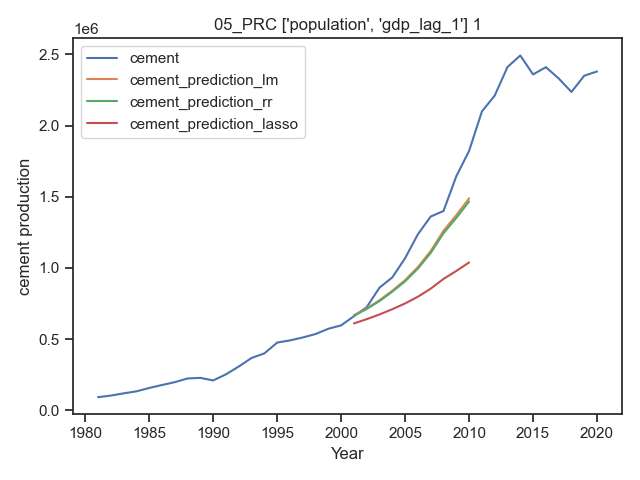 05_PRC ['population', 'gdp_lag_1'] 1
1e6
cement
cement_prediction_lm
cement_prediction_rr
cement_prediction_lasso
2.5
2.0
1.5
1.0
0.5
0.0
cement production
1980 1985 1990 1995 2000 2005 2010 2015 2020
Year